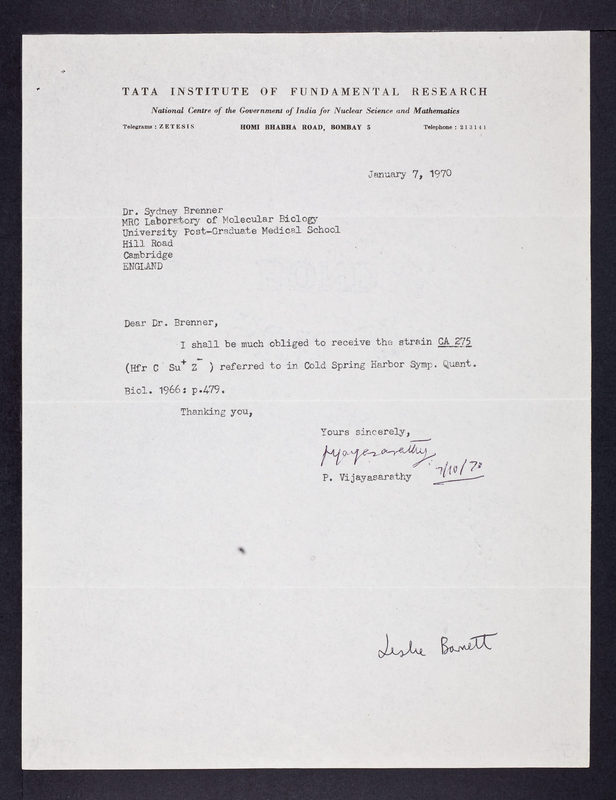 TATA INSTITUTE OF FUNDAMENTAL RESEARCH
National Centre of the Government of India for Nuclear Science and Mathematics
Telegrams : ZETESIS HOMI BHABHA ROAD, BOMBAY 5 Telephone : 213141
January 7, 1970
Dr. Sydney Brenner
MRC Laboratory of Molecular Biology
University Post-Graduate Medical School
Hill Road
Cambridge
ENGLAND
Dear Dr. Brenner,
I shall be much obliged to receive the strain CA 275
(Hfr C Su+ Z- ) referred to in Cold Spring Harbor Symp. Quant.
Biol. 1966: p.479.
Thanking you,
Yours sincerely,
P. Vijayasarathy
Leslie Barnett